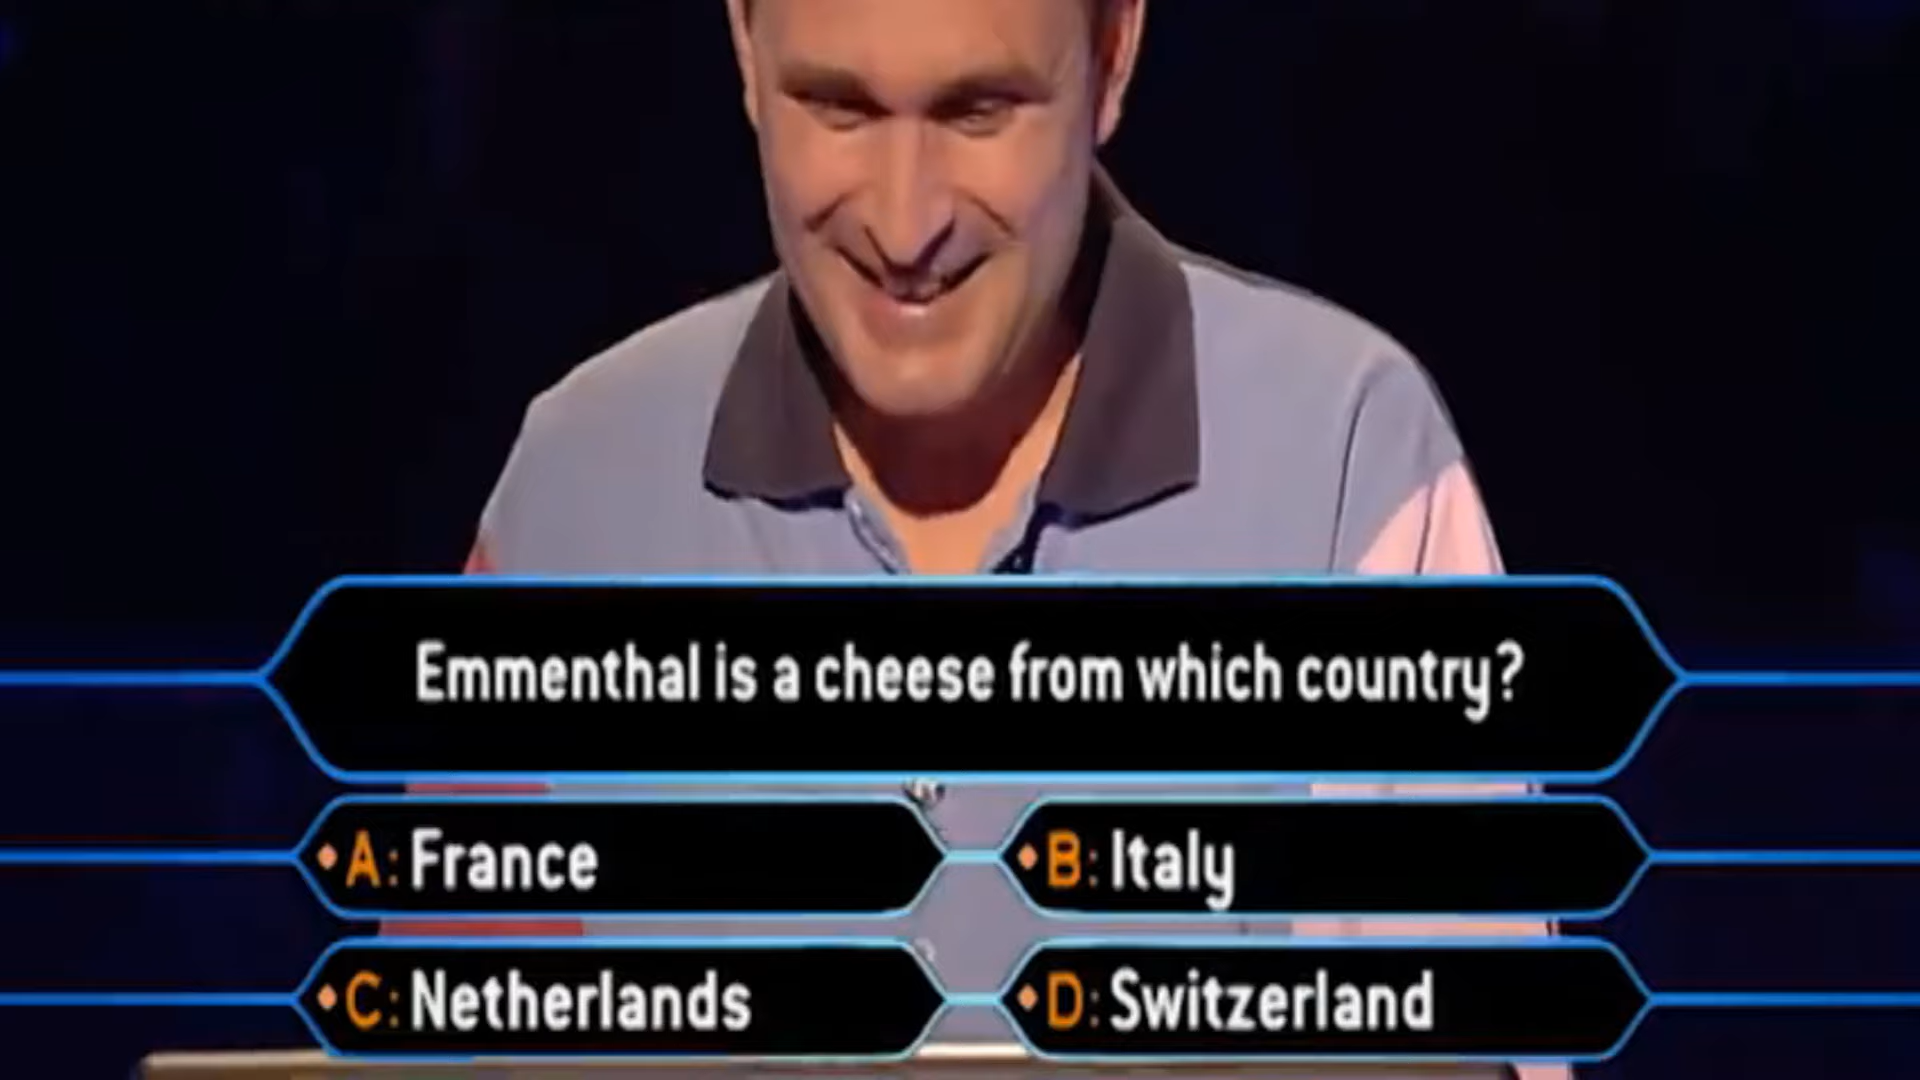 Emmenthal is a cheese from which country?
A: France
B: Italy
C: Netherlands
D: Switzerland